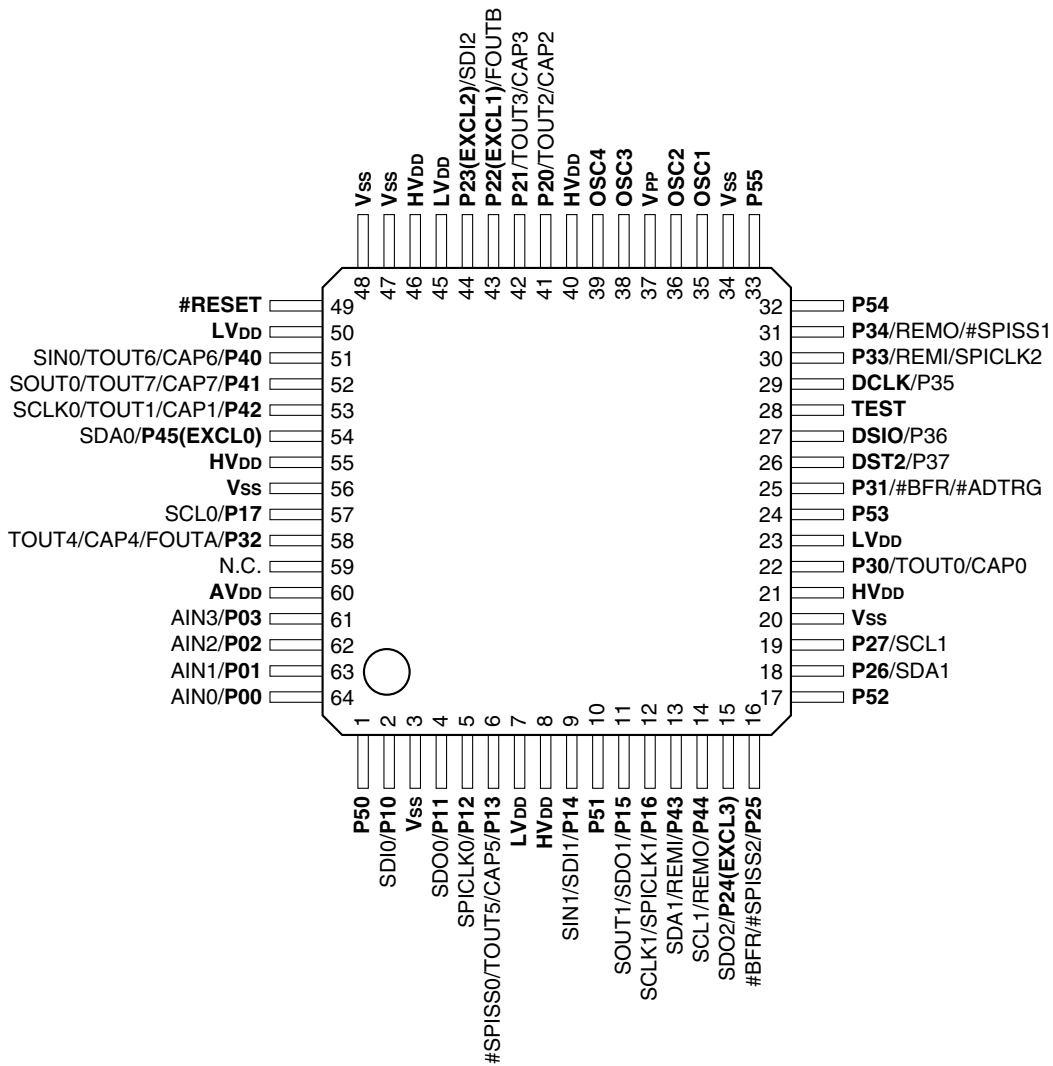 Vss
Vss
HVDD
LVDD
P23(EXCL2)/SDI2
P22(EXCL1)/FOUTB
P21/TOUT3/CAP3
P20/TOUT2/CAP2
HVDD
OSC4
OSC3
VPP
OSC2
OSC1
Vss
P55
48
47
46
45
44
43
42
41
40
39
38
37
36
35
34
33
#RESET 49
LVDD 50
SIN0/TOUT6/CAP6/P40 51
SOUT0/TOUT7/CAP7/P41 52
SCLK0/TOUT1/CAP1/P42 53
SDA0/P45(EXCL0) 54
HVDD 55
Vss 56
SCL0/P17 57
TOUT4/CAP4/FOUTA/P32 58
N.C. 59
AVDD 60
AIN3/P03 61
AIN2/P02 62
AIN1/P01 63
AIN0/P00 64
32 P54
31 P34/REMO/#SPISS1
30 P33/REMI/SPICLK2
29 DCLK/P35
28 TEST
27 DSIO/P36
26 DST2/P37
25 P31/#BFR/#ADTRG
24 P53
23 LVDD
22 P30/TOUT0/CAP0
21 HVDD
20 Vss
19 P27/SCL1
18 P26/SDA1
17 P52
1
2
3
4
5
6
7
8
9
10
11
12
13
14
15
16
P50
SDI0/P10
Vss
SDO0/P11
SPICLK0/P12
#SPISS0/TOUT5/CAP5/P13
LVDD
HVDD
SIN1/SDI1/P14
P51
SOUT1/SDO1/P15
SCLK1/SPICLK1/P16
SDA1/REMI/P43
SCL1/REMO/P44
SDO2/P24(EXCL3)
#BFR/#SPISS2/P25